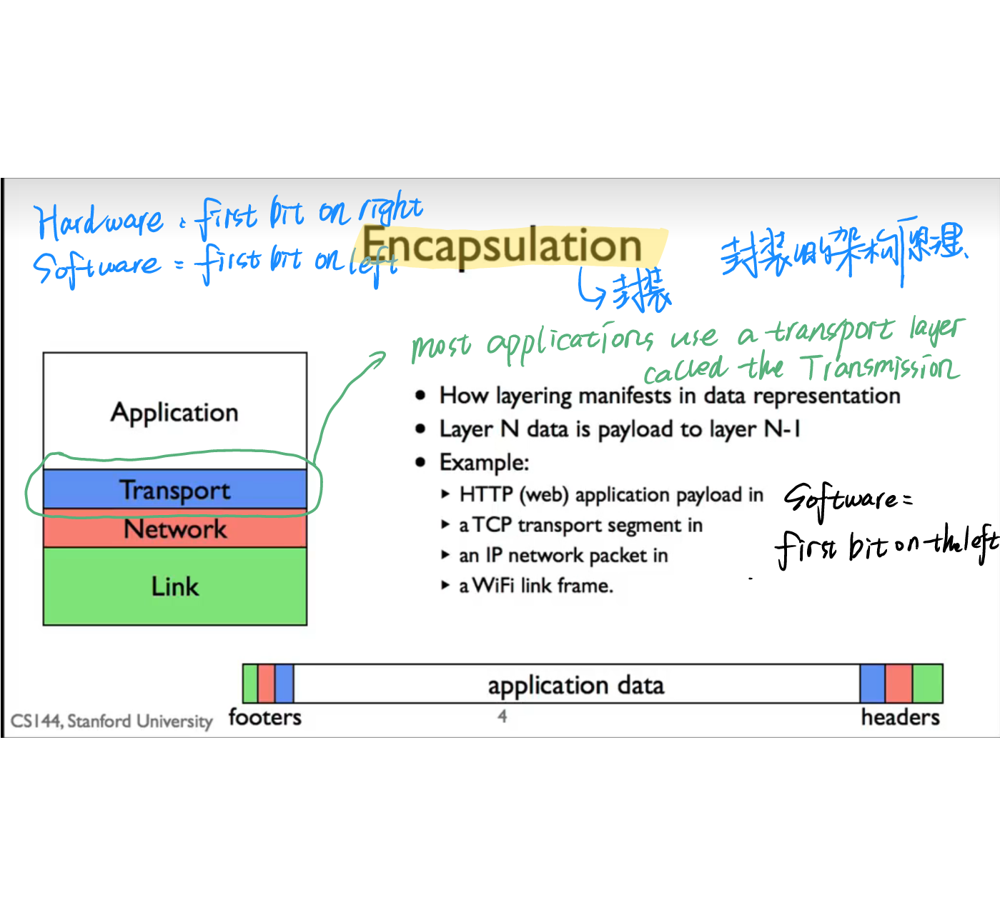 Hardware : first bit on right
Software = first bit on left
Encapsulation
封装
封装的架构原理、
most applications use a transport layer
called the Transmission
Application
Transport
Network
Link
• How layering manifests in data representation
• Layer N data is payload to layer N-1
• Example:
▸ HTTP (web) application payload in
▸ a TCP transport segment in
▸ an IP network packet in
▸ a WiFi link frame.
Software =
first bit on the left
application data
footers
headers
CS144, Stanford University
4